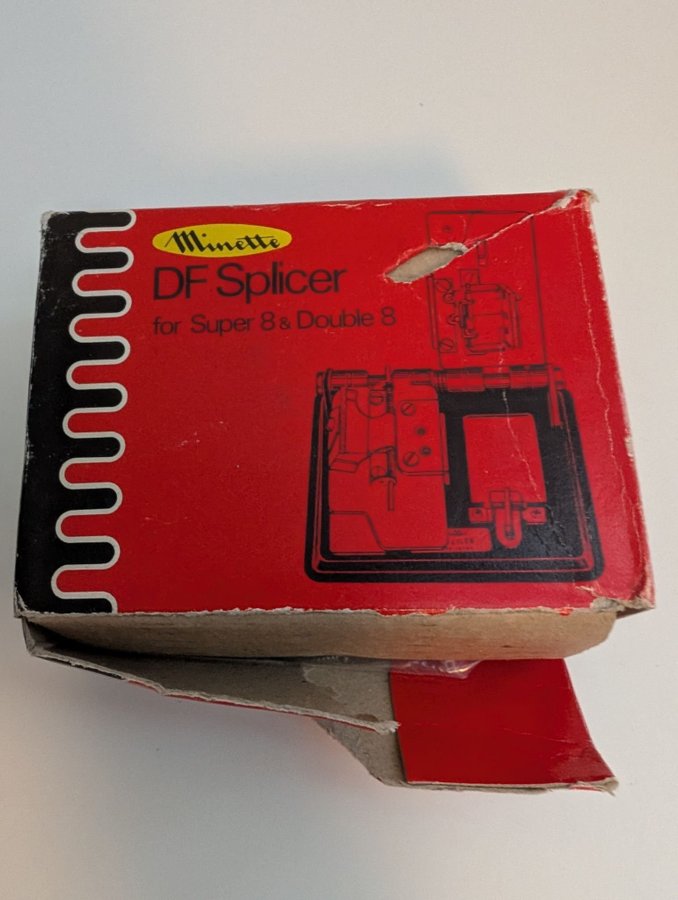 Minette
DF Splicer
for Super 8 & Double 8